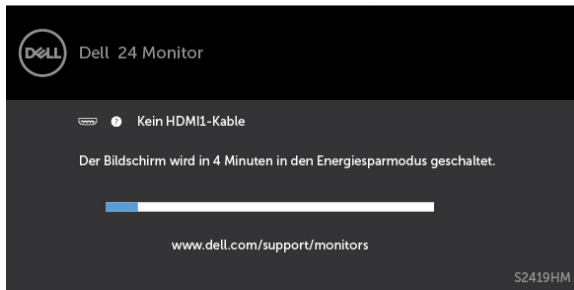 DELL Dell 24 Monitor
? Kein HDMI1-Kable
Der Bildschirm wird in 4 Minuten in den Energiesparmodus geschaltet.
www.dell.com/support/monitors
S2419HM